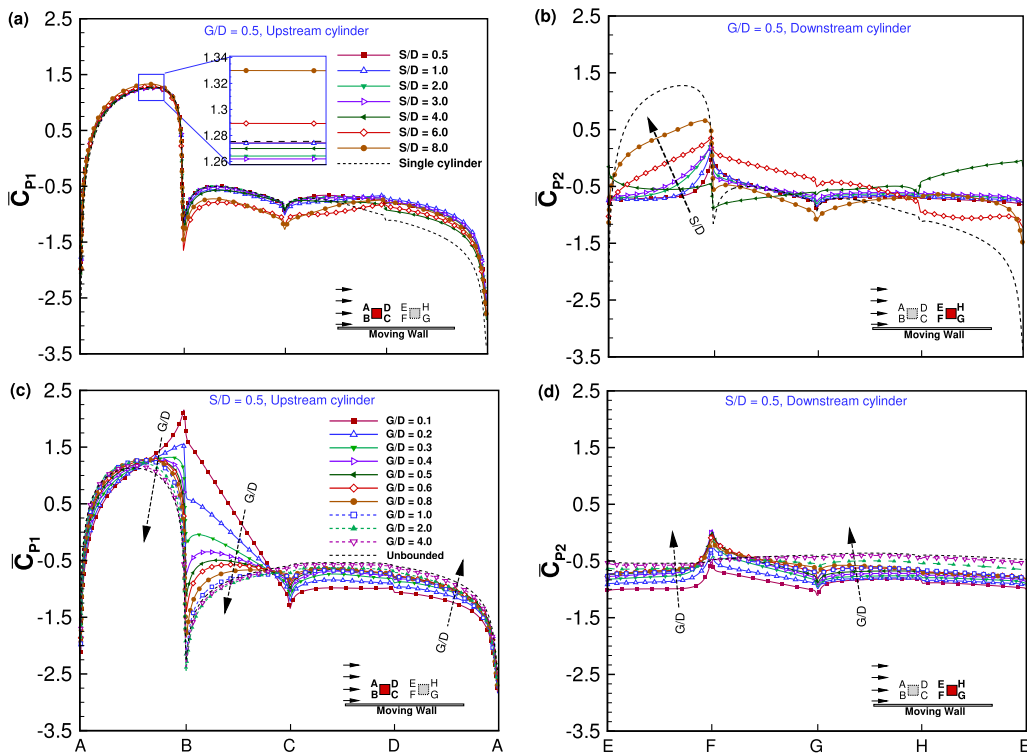 (a)
G/D = 0.5, Upstream cylinder
2.5
1.5
0.5
-0.5
-1.5
-2.5
-3.5
C̅P1
1.34
1.32
1.3
1.28
1.26
S/D = 0.5
S/D = 1.0
S/D = 2.0
S/D = 3.0
S/D = 4.0
S/D = 6.0
S/D = 8.0
Single cylinder
A D E H
B C F G
Moving Wall
(b)
G/D = 0.5, Downstream cylinder
2.5
1.5
0.5
-0.5
-1.5
-2.5
-3.5
C̅P2
S/D
A D E H
B C F G
Moving Wall
(c)
S/D = 0.5, Upstream cylinder
2.5
1.5
0.5
-0.5
-1.5
-2.5
-3.5
C̅P1
G/D
G/D
G/D
G/D = 0.1
G/D = 0.2
G/D = 0.3
G/D = 0.4
G/D = 0.5
G/D = 0.6
G/D = 0.8
G/D = 1.0
G/D = 2.0
G/D = 4.0
Unbounded
A D E H
B C F G
Moving Wall
A B C D A
(d)
S/D = 0.5, Downstream cylinder
2.5
1.5
0.5
-0.5
-1.5
-2.5
-3.5
C̅P2
G/D
G/D
A D E H
B C F G
Moving Wall
E F G H E